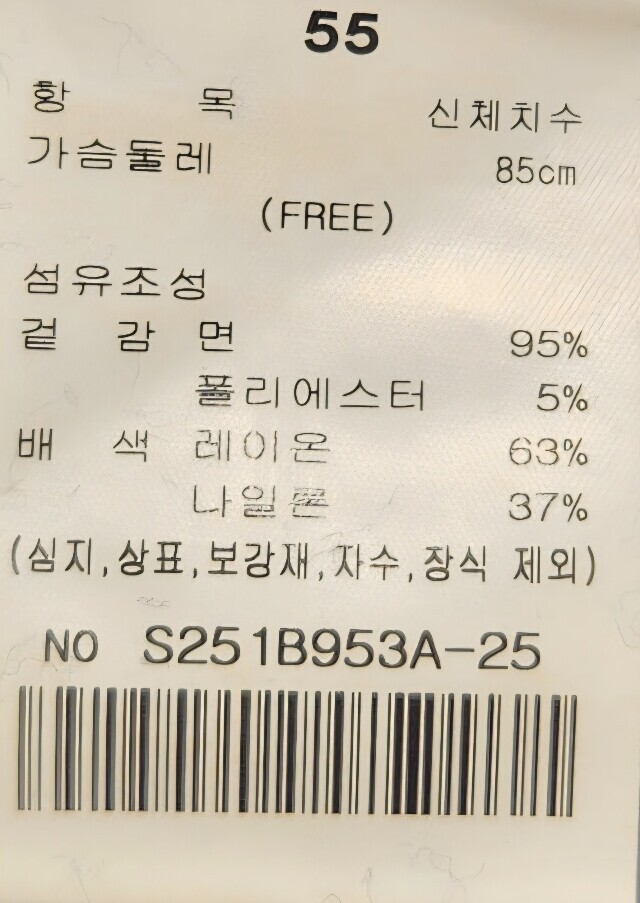 55
항 목 신체치수
가슴둘레 85cm
(FREE)
섬유조성
겉 감 면 95%
폴리에스터 5%
배 색 레이온 63%
나일론 37%
(심지,상표,보강재,자수,장식 제외)
NO S251B953A-25